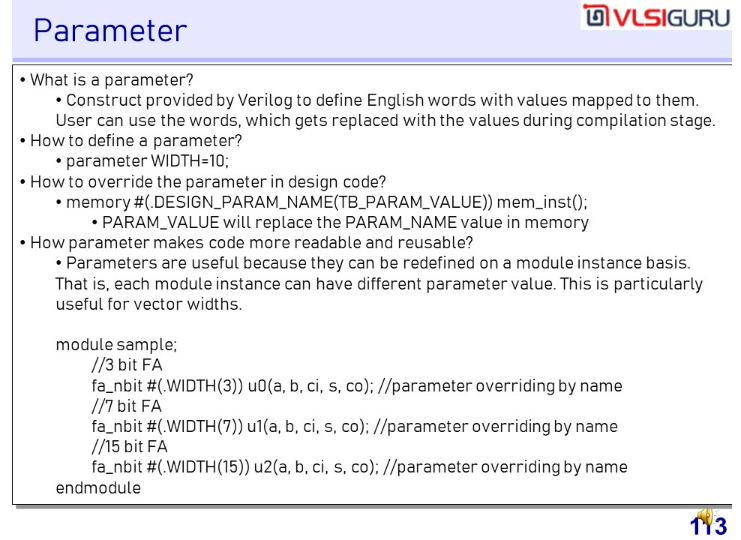 Parameter
VLSIGURU
• What is a parameter?
• Construct provided by Verilog to define English words with values mapped to them.
User can use the words, which gets replaced with the values during compilation stage.
• How to define a parameter?
• parameter WIDTH=10;
• How to override the parameter in design code?
• memory #(.DESIGN_PARAM_NAME(TB_PARAM_VALUE)) mem_inst();
• PARAM_VALUE will replace the PARAM_NAME value in memory
• How parameter makes code more readable and reusable?
• Parameters are useful because they can be redefined on a module instance basis.
That is, each module instance can have different parameter value. This is particularly
useful for vector widths.
module sample;
//3 bit FA
fa_nbit #(.WIDTH(3)) u0(a, b, ci, s, co); //parameter overriding by name
//7 bit FA
fa_nbit #(.WIDTH(7)) u1(a, b, ci, s, co); //parameter overriding by name
//15 bit FA
fa_nbit #(.WIDTH(15)) u2(a, b, ci, s, co); //parameter overriding by name
endmodule
113